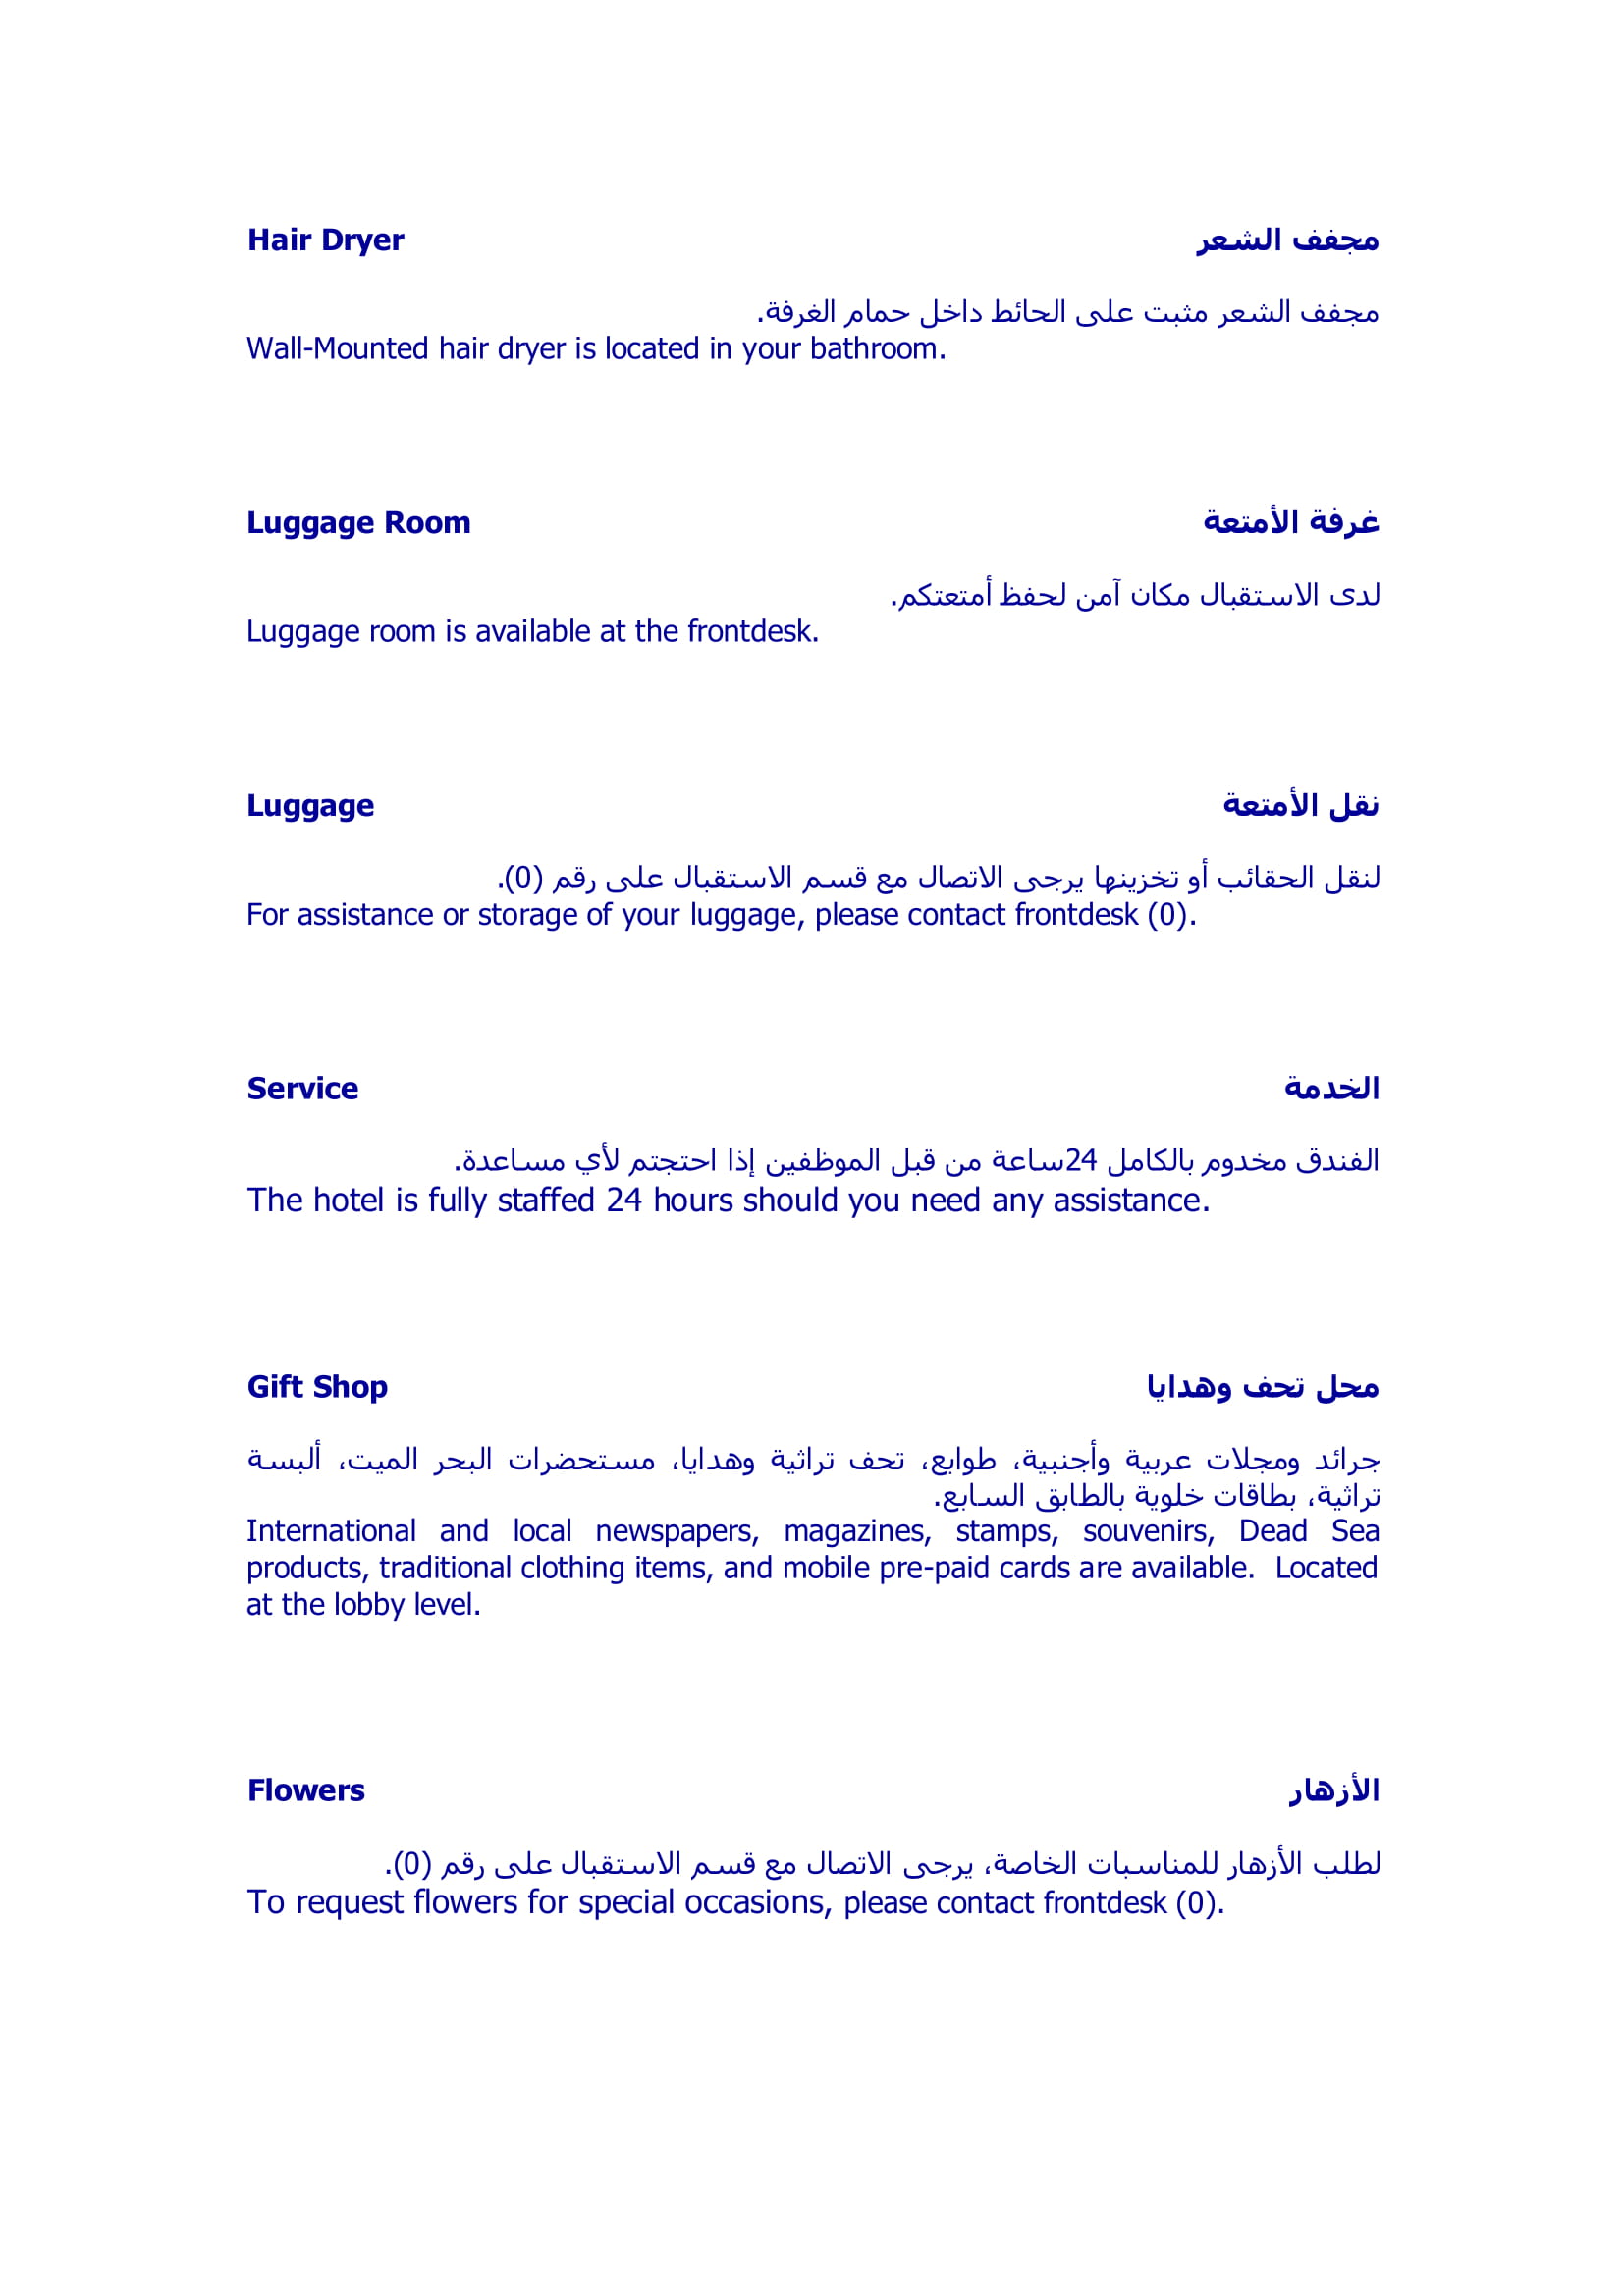 Hair Dryer مجفف الشعر
مجفف الشعر مثبت على الحائط داخل حمام الغرفة.
Wall-Mounted hair dryer is located in your bathroom.
Luggage Room غرفة الأمتعة
لدى الاستقبال مكان آمن لحفظ أمتعتكم.
Luggage room is available at the frontdesk.
Luggage نقل الأمتعة
لنقل الحقائب أو تخزينها يرجى الاتصال مع قسم الاستقبال على رقم (0).
For assistance or storage of your luggage, please contact frontdesk (0).
Service الخدمة
الفندق مخدوم بالكامل 24ساعة من قبل الموظفين إذا احتجتم لأي مساعدة.
The hotel is fully staffed 24 hours should you need any assistance.
Gift Shop محل تحف وهدايا
جرائد ومجلات عربية وأجنبية، طوابع، تحف تراثية وهدايا، مستحضرات البحر الميت، ألبسة
تراثية، بطاقات خلوية بالطابق السابع.
International and local newspapers, magazines, stamps, souvenirs, Dead Sea
products, traditional clothing items, and mobile pre-paid cards are available. Located
at the lobby level.
Flowers الأزهار
لطلب الأزهار للمناسبات الخاصة، يرجى الاتصال مع قسم الاستقبال على رقم (0).
To request flowers for special occasions, please contact frontdesk (0).